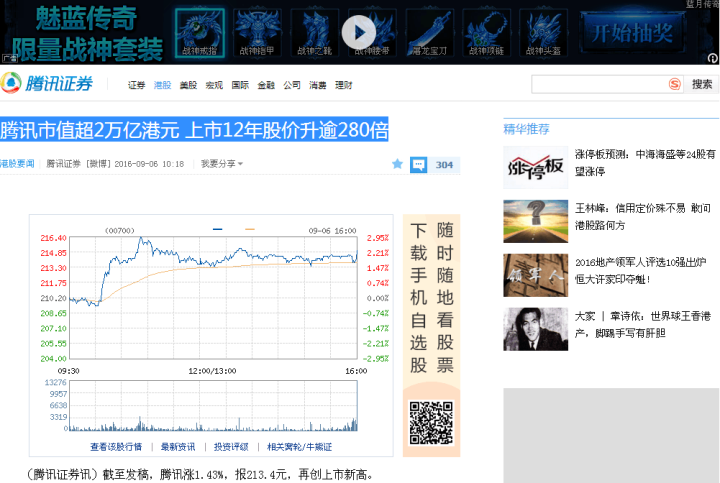 魅蓝传奇
限量战神套装
战神戒指 战神铠甲 战神之靴 战神腰带 屠龙宝刀 战神项链 战神头盔
开始抽奖
蓝月传奇
广告
腾讯证券
证券 港股 美股 宏观 国际 金融 公司 消费 理财
搜索
腾讯市值超2万亿港元 上市12年股价升逾280倍
港股要闻 腾讯证券 [微博] 2016-09-06 10:18 我要分享 304
(00700) 09-06 16:00
216.40 2.95%
214.85 2.21%
213.30 1.47%
211.75 0.74%
210.20 0.00%
208.65 -0.74%
207.10 -1.47%
205.55 -2.21%
204.00 -2.95%
09:30 12:00/13:00 16:00
13276
9957
6638
3319
0
查看该股行情 | 最新资讯 | 投资评级 | 相关窝轮/牛熊证
随时随地看股票
下载手机自选股
(腾讯证券讯) 截至发稿，腾讯涨1.43%，报213.4元，再创上市新高。
精华推荐
涨停板
涨停板预测：中海海盛等24股有
望涨停
王林峰：信用定价殊不易 敢问
港股路何方
领军人
2016地产领军人评选10强出炉
恒大许家印夺魁！
大家 | 章诗依：世界球王香港
产，脚踢手写有肝胆